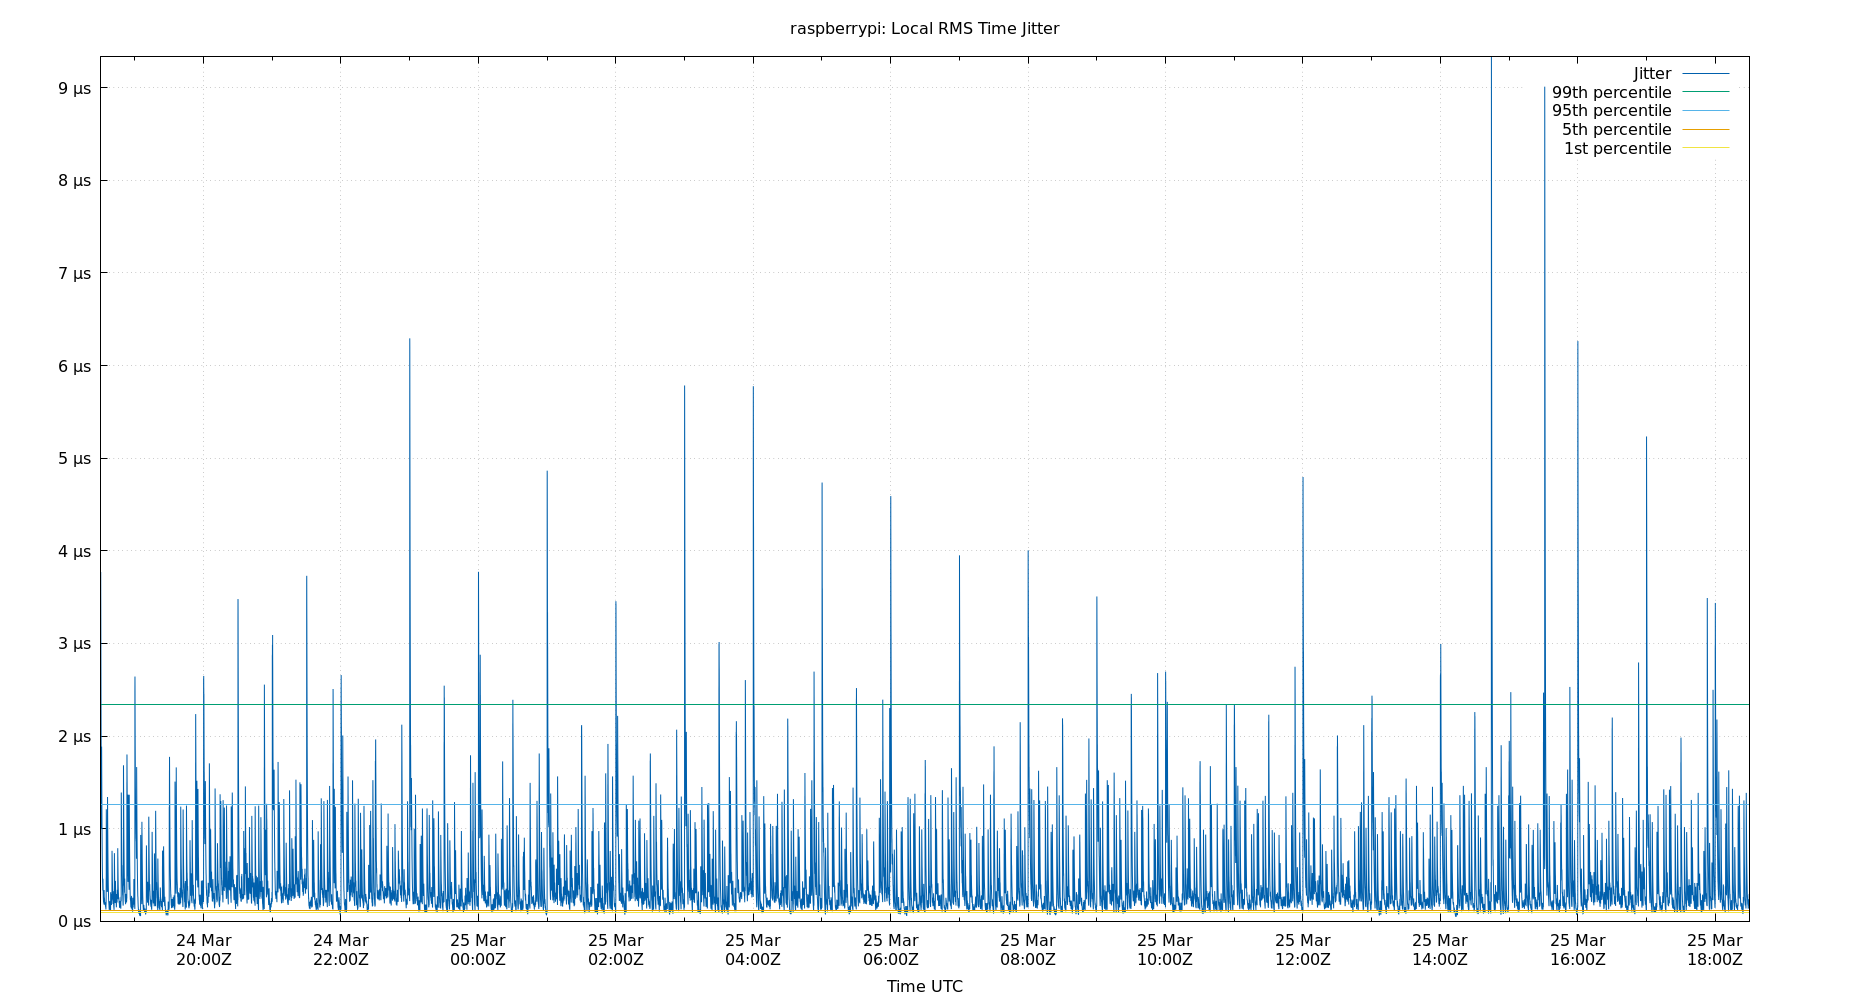 raspberrypi: Local RMS Time Jitter
Jitter
99th percentile
95th percentile
5th percentile
1st percentile
9 µs
8 µs
7 µs
6 µs
5 µs
4 µs
3 µs
2 µs
1 µs
0 µs
24 Mar 24 Mar 25 Mar 25 Mar 25 Mar 25 Mar 25 Mar 25 Mar 25 Mar 25 Mar 25 Mar 25 Mar
20:00Z 22:00Z 00:00Z 02:00Z 04:00Z 06:00Z 08:00Z 10:00Z 12:00Z 14:00Z 16:00Z 18:00Z
Time UTC